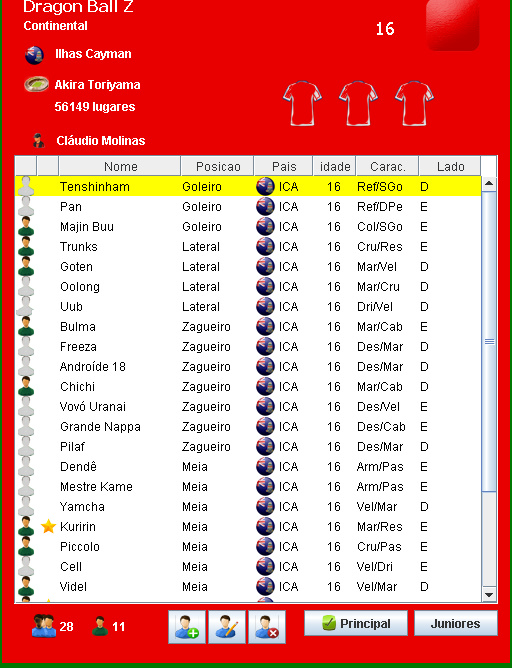 Dragon Ball Z
Continental
16
Ilhas Cayman
Akira Toriyama
56149 lugares
Cláudio Molinas
Nome Posicao Pais idade Carac. Lado
Tenshinham Goleiro ICA 16 Ref/SGo D
Pan Goleiro ICA 16 Ref/DPe E
Majin Buu Goleiro ICA 16 Col/SGo E
Trunks Lateral ICA 16 Cru/Res E
Goten Lateral ICA 16 Mar/Vel D
Oolong Lateral ICA 16 Mar/Cru D
Uub Lateral ICA 16 Dri/Vel D
Bulma Zagueiro ICA 16 Mar/Cab E
Freeza Zagueiro ICA 16 Des/Mar D
Androíde 18 Zagueiro ICA 16 Des/Mar D
Chichi Zagueiro ICA 16 Mar/Cab D
Vovó Uranai Zagueiro ICA 16 Des/Vel E
Grande Nappa Zagueiro ICA 16 Des/Cab E
Pilaf Zagueiro ICA 16 Des/Mar D
Dendê Meia ICA 16 Arm/Pas E
Mestre Kame Meia ICA 16 Arm/Pas E
Yamcha Meia ICA 16 Vel/Mar D
Kuririn Meia ICA 16 Mar/Res E
Piccolo Meia ICA 16 Cru/Pas E
Cell Meia ICA 16 Vel/Dri E
Videl Meia ICA 16 Vel/Mar D
28 11 Principal Juniores